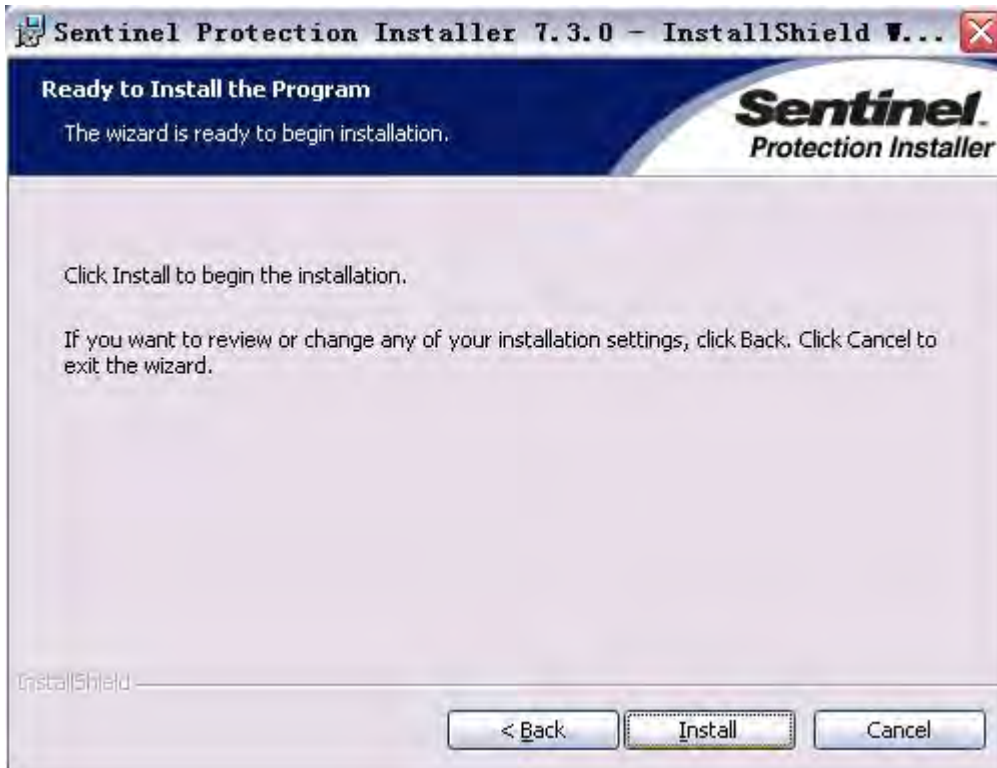 Sentinel Protection Installer 7.3.0 - InstallShield W...
Ready to Install the Program
The wizard is ready to begin installation.
Sentinel.
Protection Installer
Click Install to begin the installation.
If you want to review or change any of your installation settings, click Back. Click Cancel to
exit the wizard.
InstallShield
< Back
Install
Cancel